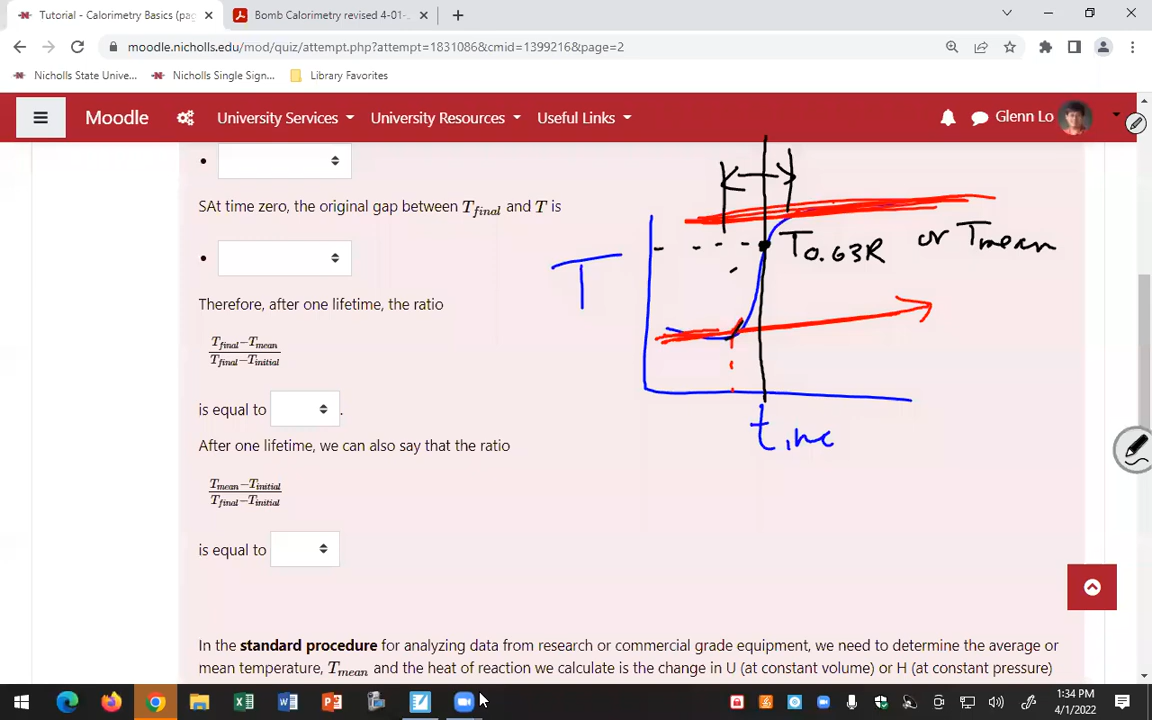 Tutorial - Calorimetry Basics (pag
Bomb Calorimetry revised 4-01-
moodle.nicholls.edu/mod/quiz/attempt.php?attempt=1831086&cmid=1399216&page=2
Nicholls State Unive...
Nicholls Single Sign...
Library Favorites
Moodle
University Services
University Resources
Useful Links
Glenn Lo
SAt time zero, the original gap between T_final and T is
Therefore, after one lifetime, the ratio
T_final−T_mean
T_final−T_initial
is equal to .
After one lifetime, we can also say that the ratio
T_mean−T_initial
T_final−T_initial
is equal to
T
T0.63R or Tmean
time
In the standard procedure for analyzing data from research or commercial grade equipment, we need to determine the average or
mean temperature, T_mean and the heat of reaction we calculate is the change in U (at constant volume) or H (at constant pressure)
1:34 PM
4/1/2022